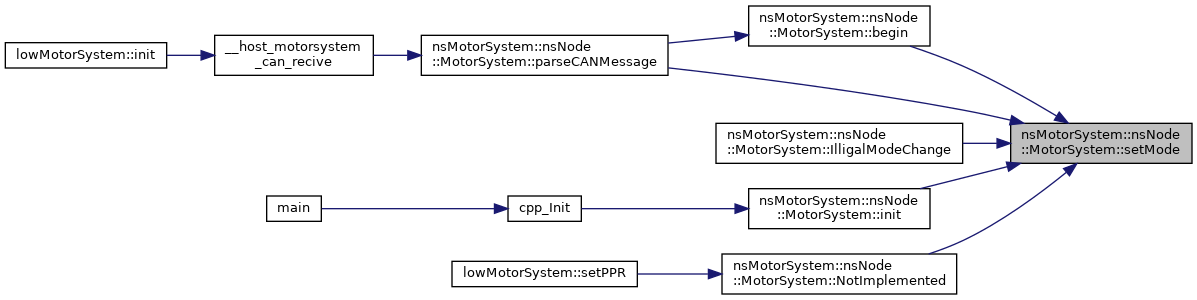 nsMotorSystem::nsNode
::MotorSystem::begin
lowMotorSystem::init
__host_motorsystem
_can_recive
nsMotorSystem::nsNode
::MotorSystem::parseCANMessage
nsMotorSystem::nsNode
::MotorSystem::IlligalModeChange
nsMotorSystem::nsNode
::MotorSystem::setMode
main
cpp_Init
nsMotorSystem::nsNode
::MotorSystem::init
lowMotorSystem::setPPR
nsMotorSystem::nsNode
::MotorSystem::NotImplemented